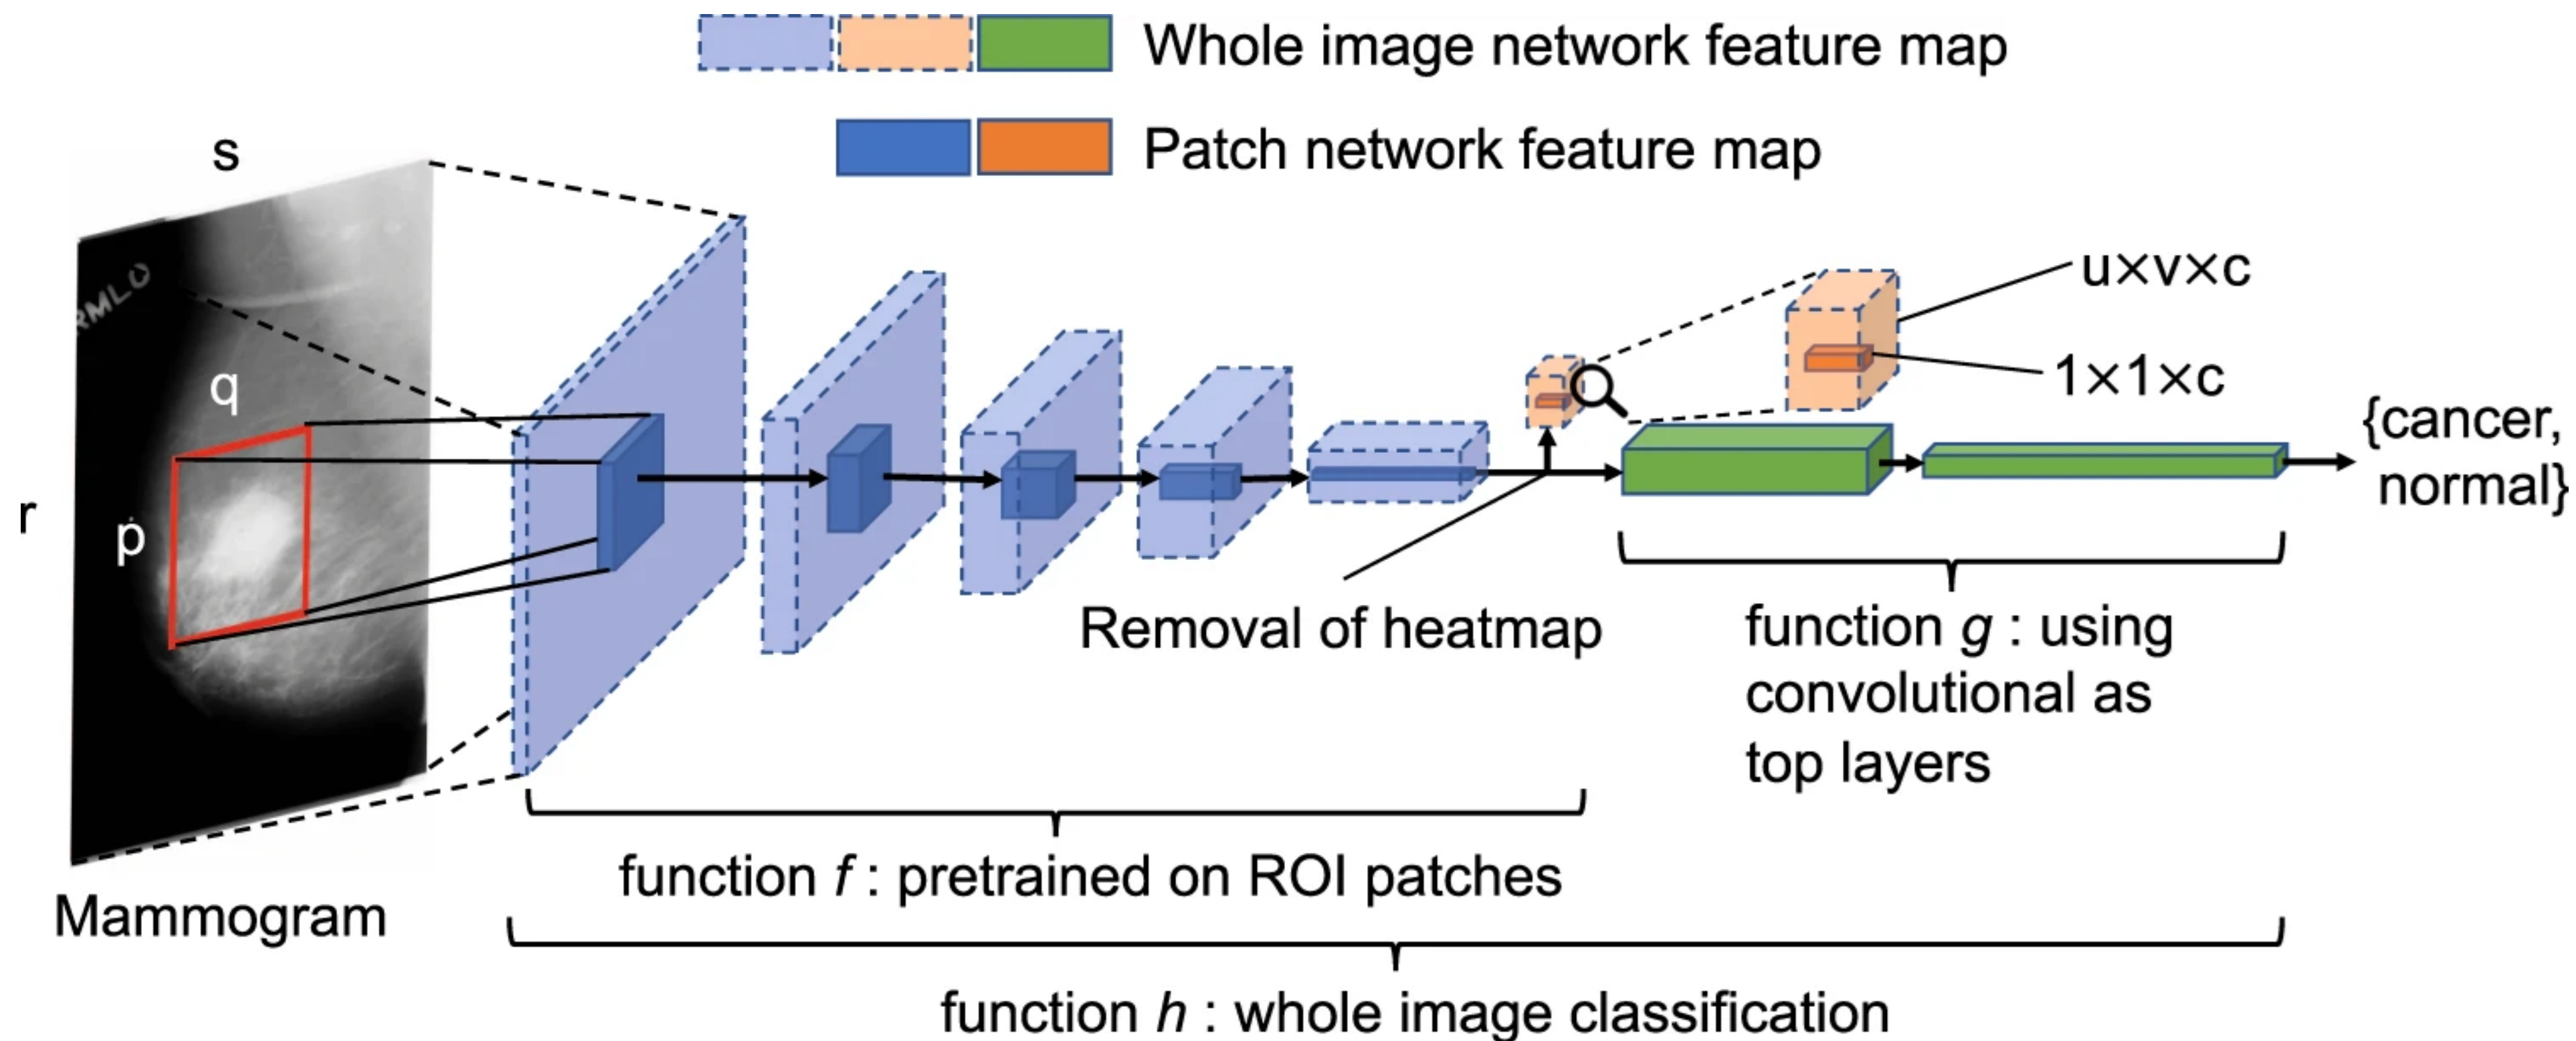 Whole image network feature map
Patch network feature map
s
RMLO
q
r
p
u×v×c
1×1×c
{cancer,
normal}
Removal of heatmap
function g : using
convolutional as
top layers
function f : pretrained on ROI patches
Mammogram
function h : whole image classification